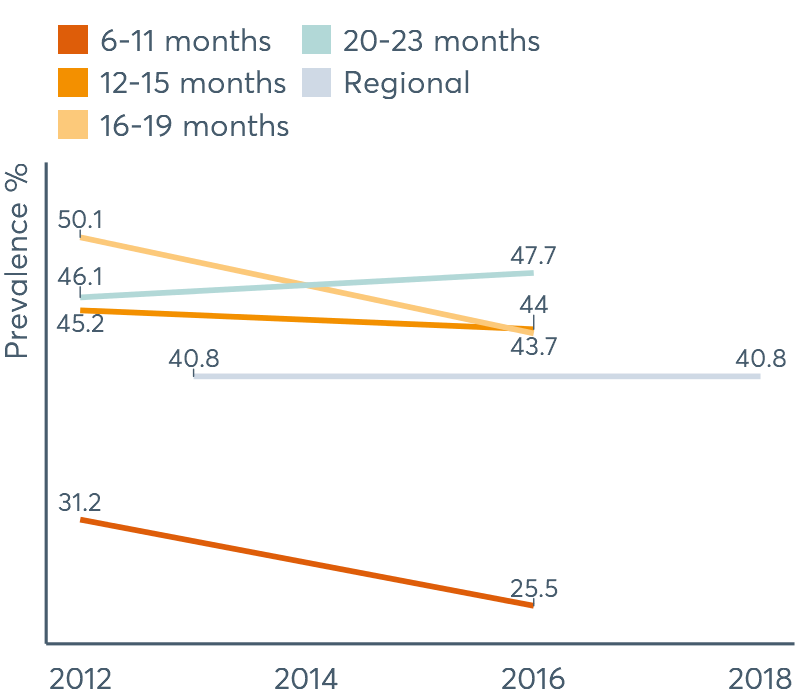 6-11 months
20-23 months
12-15 months
Regional
16-19 months
Prevalence %
50.1
46.1
45.2
47.7
44
43.7
40.8
40.8
31.2
25.5
2012
2014
2016
2018